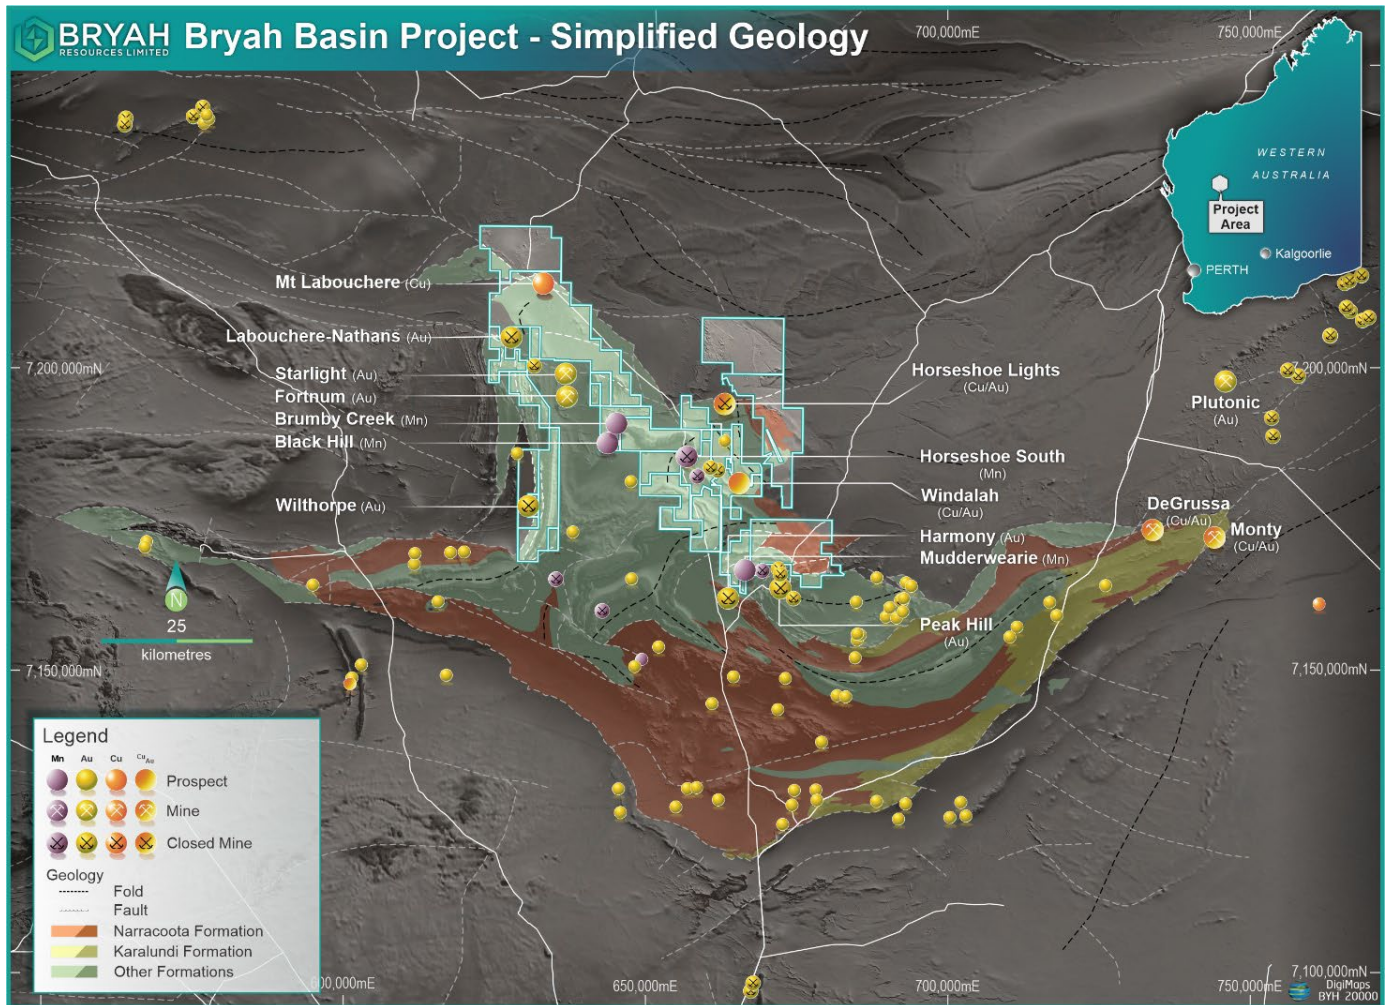 BRYAH
RESOURCES LIMITED
Bryah Basin Project - Simplified Geology
700,000mE
750,000mE
WESTERN
AUSTRALIA
Project
Area
Kalgoorlie
PERTH
Mt Labouchere (Cu)
Labouchere-Nathans (Au)
7,200,000mN
7,200,000mN
Starlight (Au)
Fortnum (Au)
Brumby Creek (Mn)
Black Hill (Mn)
Wilthorpe (Au)
Horseshoe Lights
(Cu/Au)
Plutonic
(Au)
Horseshoe South
(Mn)
Windalah
(Cu/Au)
DeGrussa
(Cu/Au)
Monty
(Cu/Au)
Harmony (Au)
Mudderwearie (Mn)
Peak Hill
(Au)
N
25
kilometres
7,150,000mN
7,150,000mN
Legend
Mn Au Cu Cu Au
Prospect
Mine
Closed Mine
Geology
Fold
Fault
Narracoota Formation
Karalundi Formation
Other Formations
600,000mE
650,000mE
700,000mE
750,000mE
7,100,000mN
DigiMaps
BYH 20000